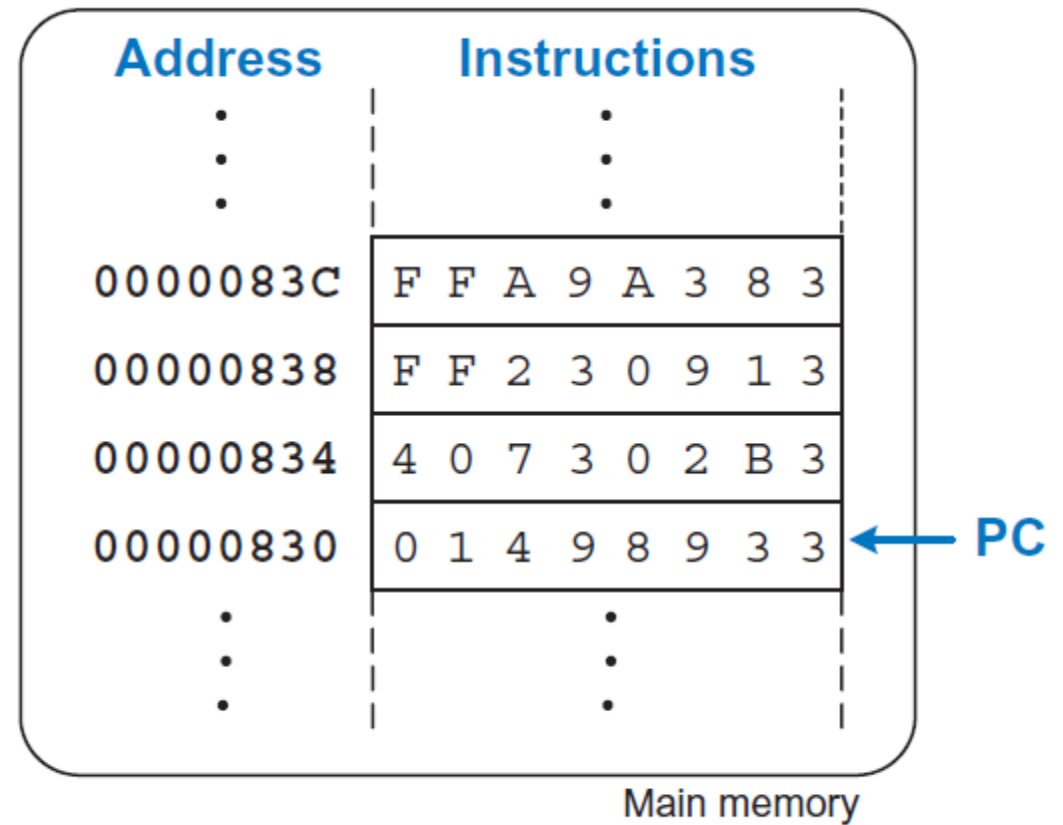 Address Instructions
0000083C F F A 9 A 3 8 3
00000838 F F 2 3 0 9 1 3
00000834 4 0 7 3 0 2 B 3
00000830 0 1 4 9 8 9 3 3 PC
Main memory